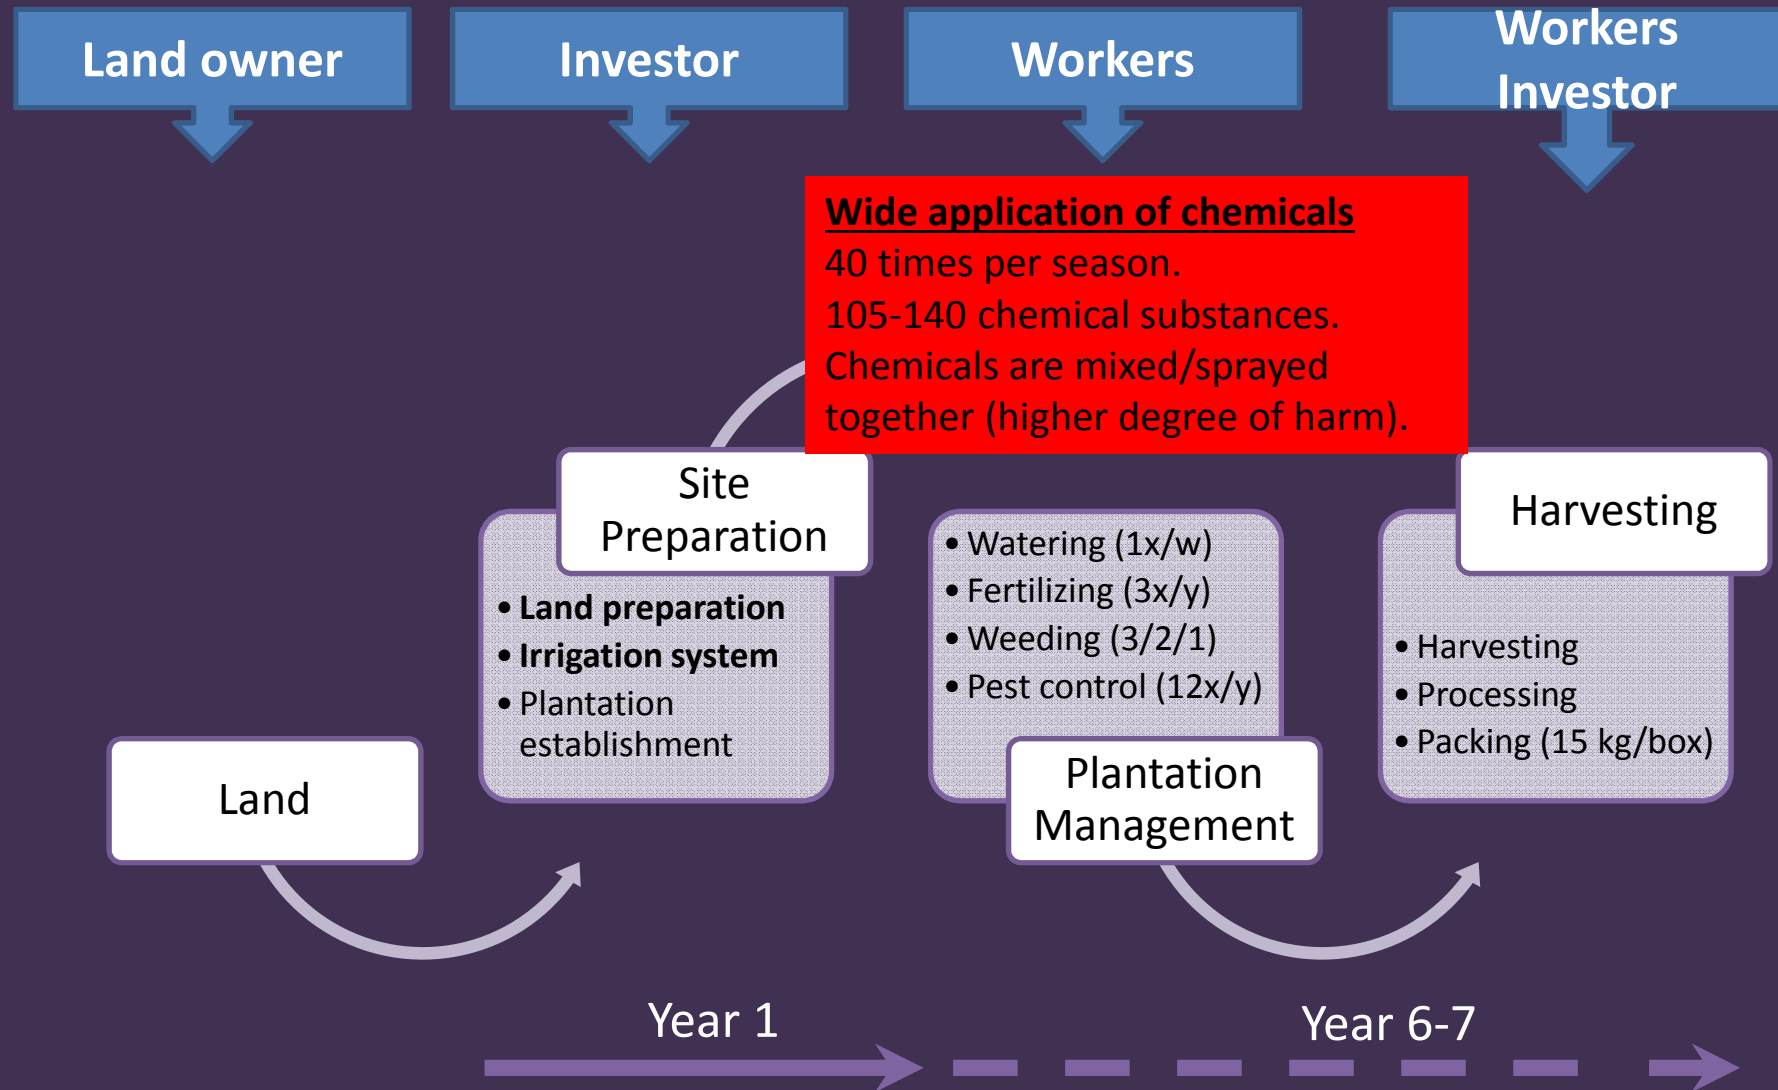 Land owner
Investor
Workers
Workers
Investor
Wide application of chemicals
40 times per season.
105-140 chemical substances.
Chemicals are mixed/sprayed
together (higher degree of harm).
Land
Site
Preparation
• Land preparation
• Irrigation system
• Plantation
establishment
• Watering (1x/w)
• Fertilizing (3x/y)
• Weeding (3/2/1)
• Pest control (12x/y)
Plantation
Management
Harvesting
• Harvesting
• Processing
• Packing (15 kg/box)
Year 1
Year 6-7